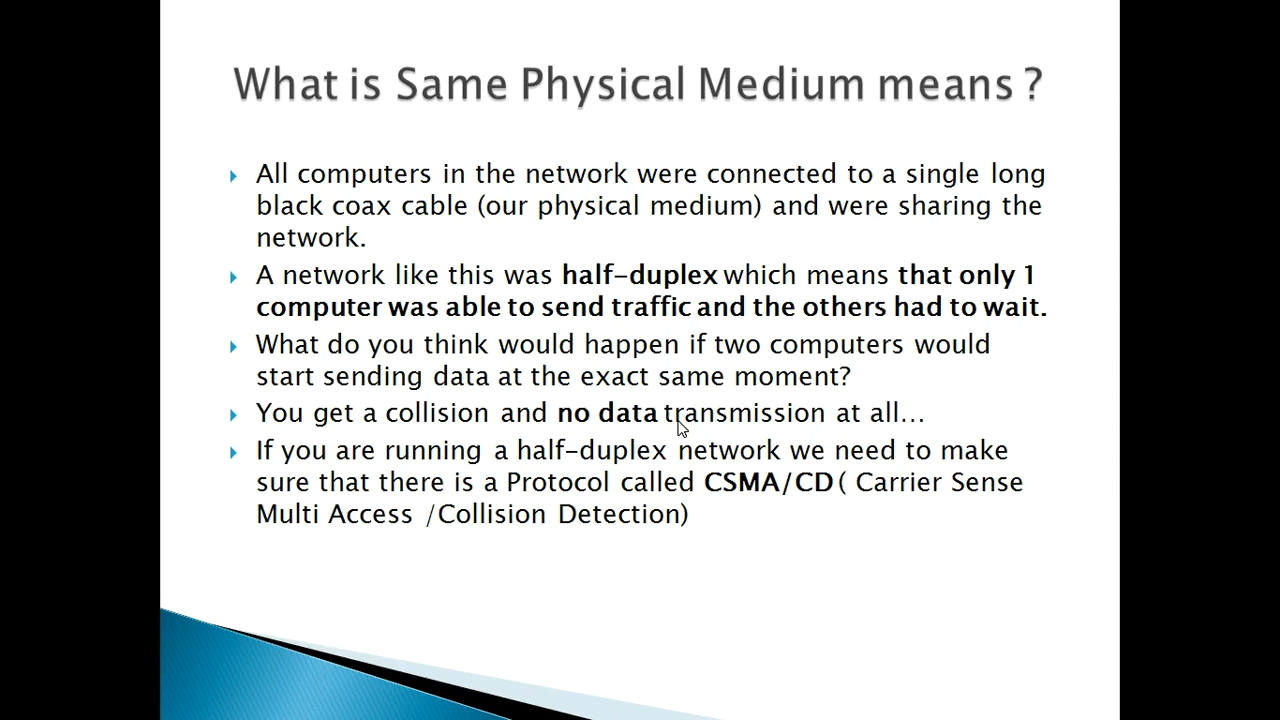 What is Same Physical Medium means ?
All computers in the network were connected to a single long
black coax cable (our physical medium) and were sharing the
network.
A network like this was half-duplex which means that only 1
computer was able to send traffic and the others had to wait.
What do you think would happen if two computers would
start sending data at the exact same moment?
You get a collision and no data transmission at all…
If you are running a half-duplex network we need to make
sure that there is a Protocol called CSMA/CD ( Carrier Sense
Multi Access /Collision Detection)